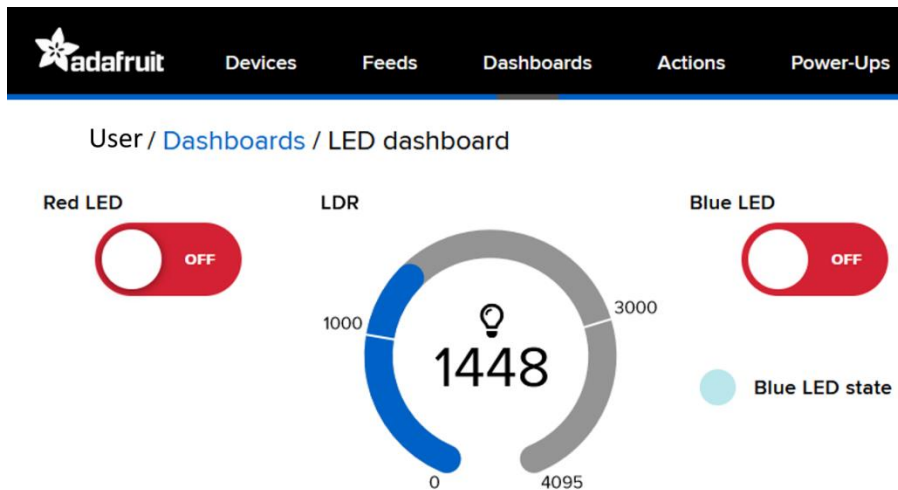 adafruit Devices Feeds Dashboards Actions Power-Ups
User / Dashboards / LED dashboard
Red LED LDR Blue LED
OFF OFF
1000 3000
1448
Blue LED state
0 4095